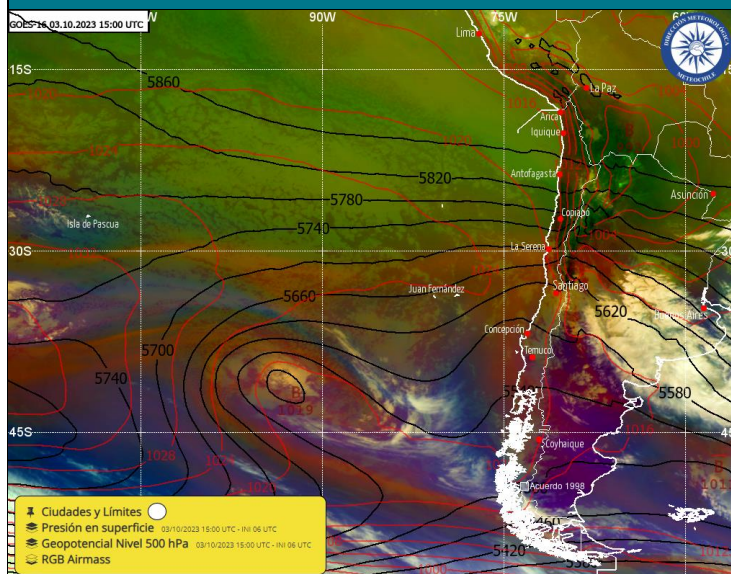 GOES-16 03.10.2023 15:00 UTC
90W
75W
DIRECCIÓN METEOROLÓGICA
METEOCHILE
Lima
15S
5860
La Paz
1016
Arica
Iquique
Antofagasta
5820
Asunción
5780
Isla de Pascua
5740
Copiapó
La Serena
30S
Juan Fernández
Santiago
5660
5620
Buenos Aires
Concepción
5700
Temuco
5740
5580
B
1019
45S
1016
Coyhaique
1028
Acuerdo 1998
5420
1000
Ciudades y Límites
Presión en superficie 03/10/2023 15:00 UTC - INI 06 UTC
Geopotencial Nivel 500 hPa 03/10/2023 15:00 UTC - INI 06 UTC
RGB Airmass